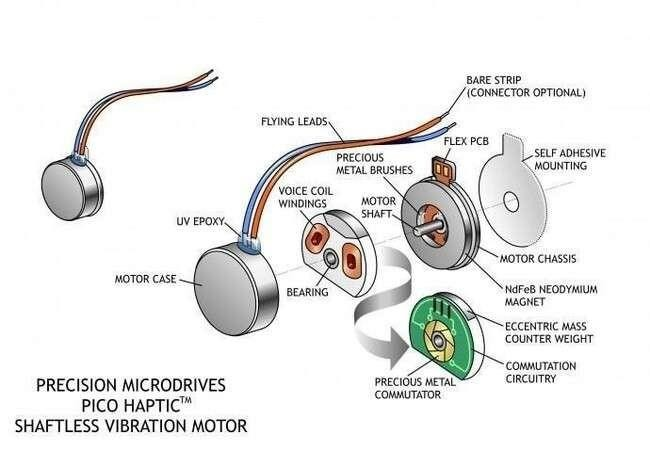 BARE STRIP
(CONNECTOR OPTIONAL)
FLYING LEADS
FLEX PCB
PRECIOUS
METAL BRUSHES
SELF ADHESIVE
MOUNTING
VOICE COIL
WINDINGS
MOTOR
SHAFT
UV EPOXY
MOTOR CHASSIS
MOTOR CASE
BEARING
NdFeB NEODYMIUM
MAGNET
ECCENTRIC MASS
COUNTER WEIGHT
COMMUTATION
CIRCUITRY
PRECIOUS METAL
COMMUTATOR
PRECISION MICRODRIVES
PICO HAPTIC™
SHAFTLESS VIBRATION MOTOR